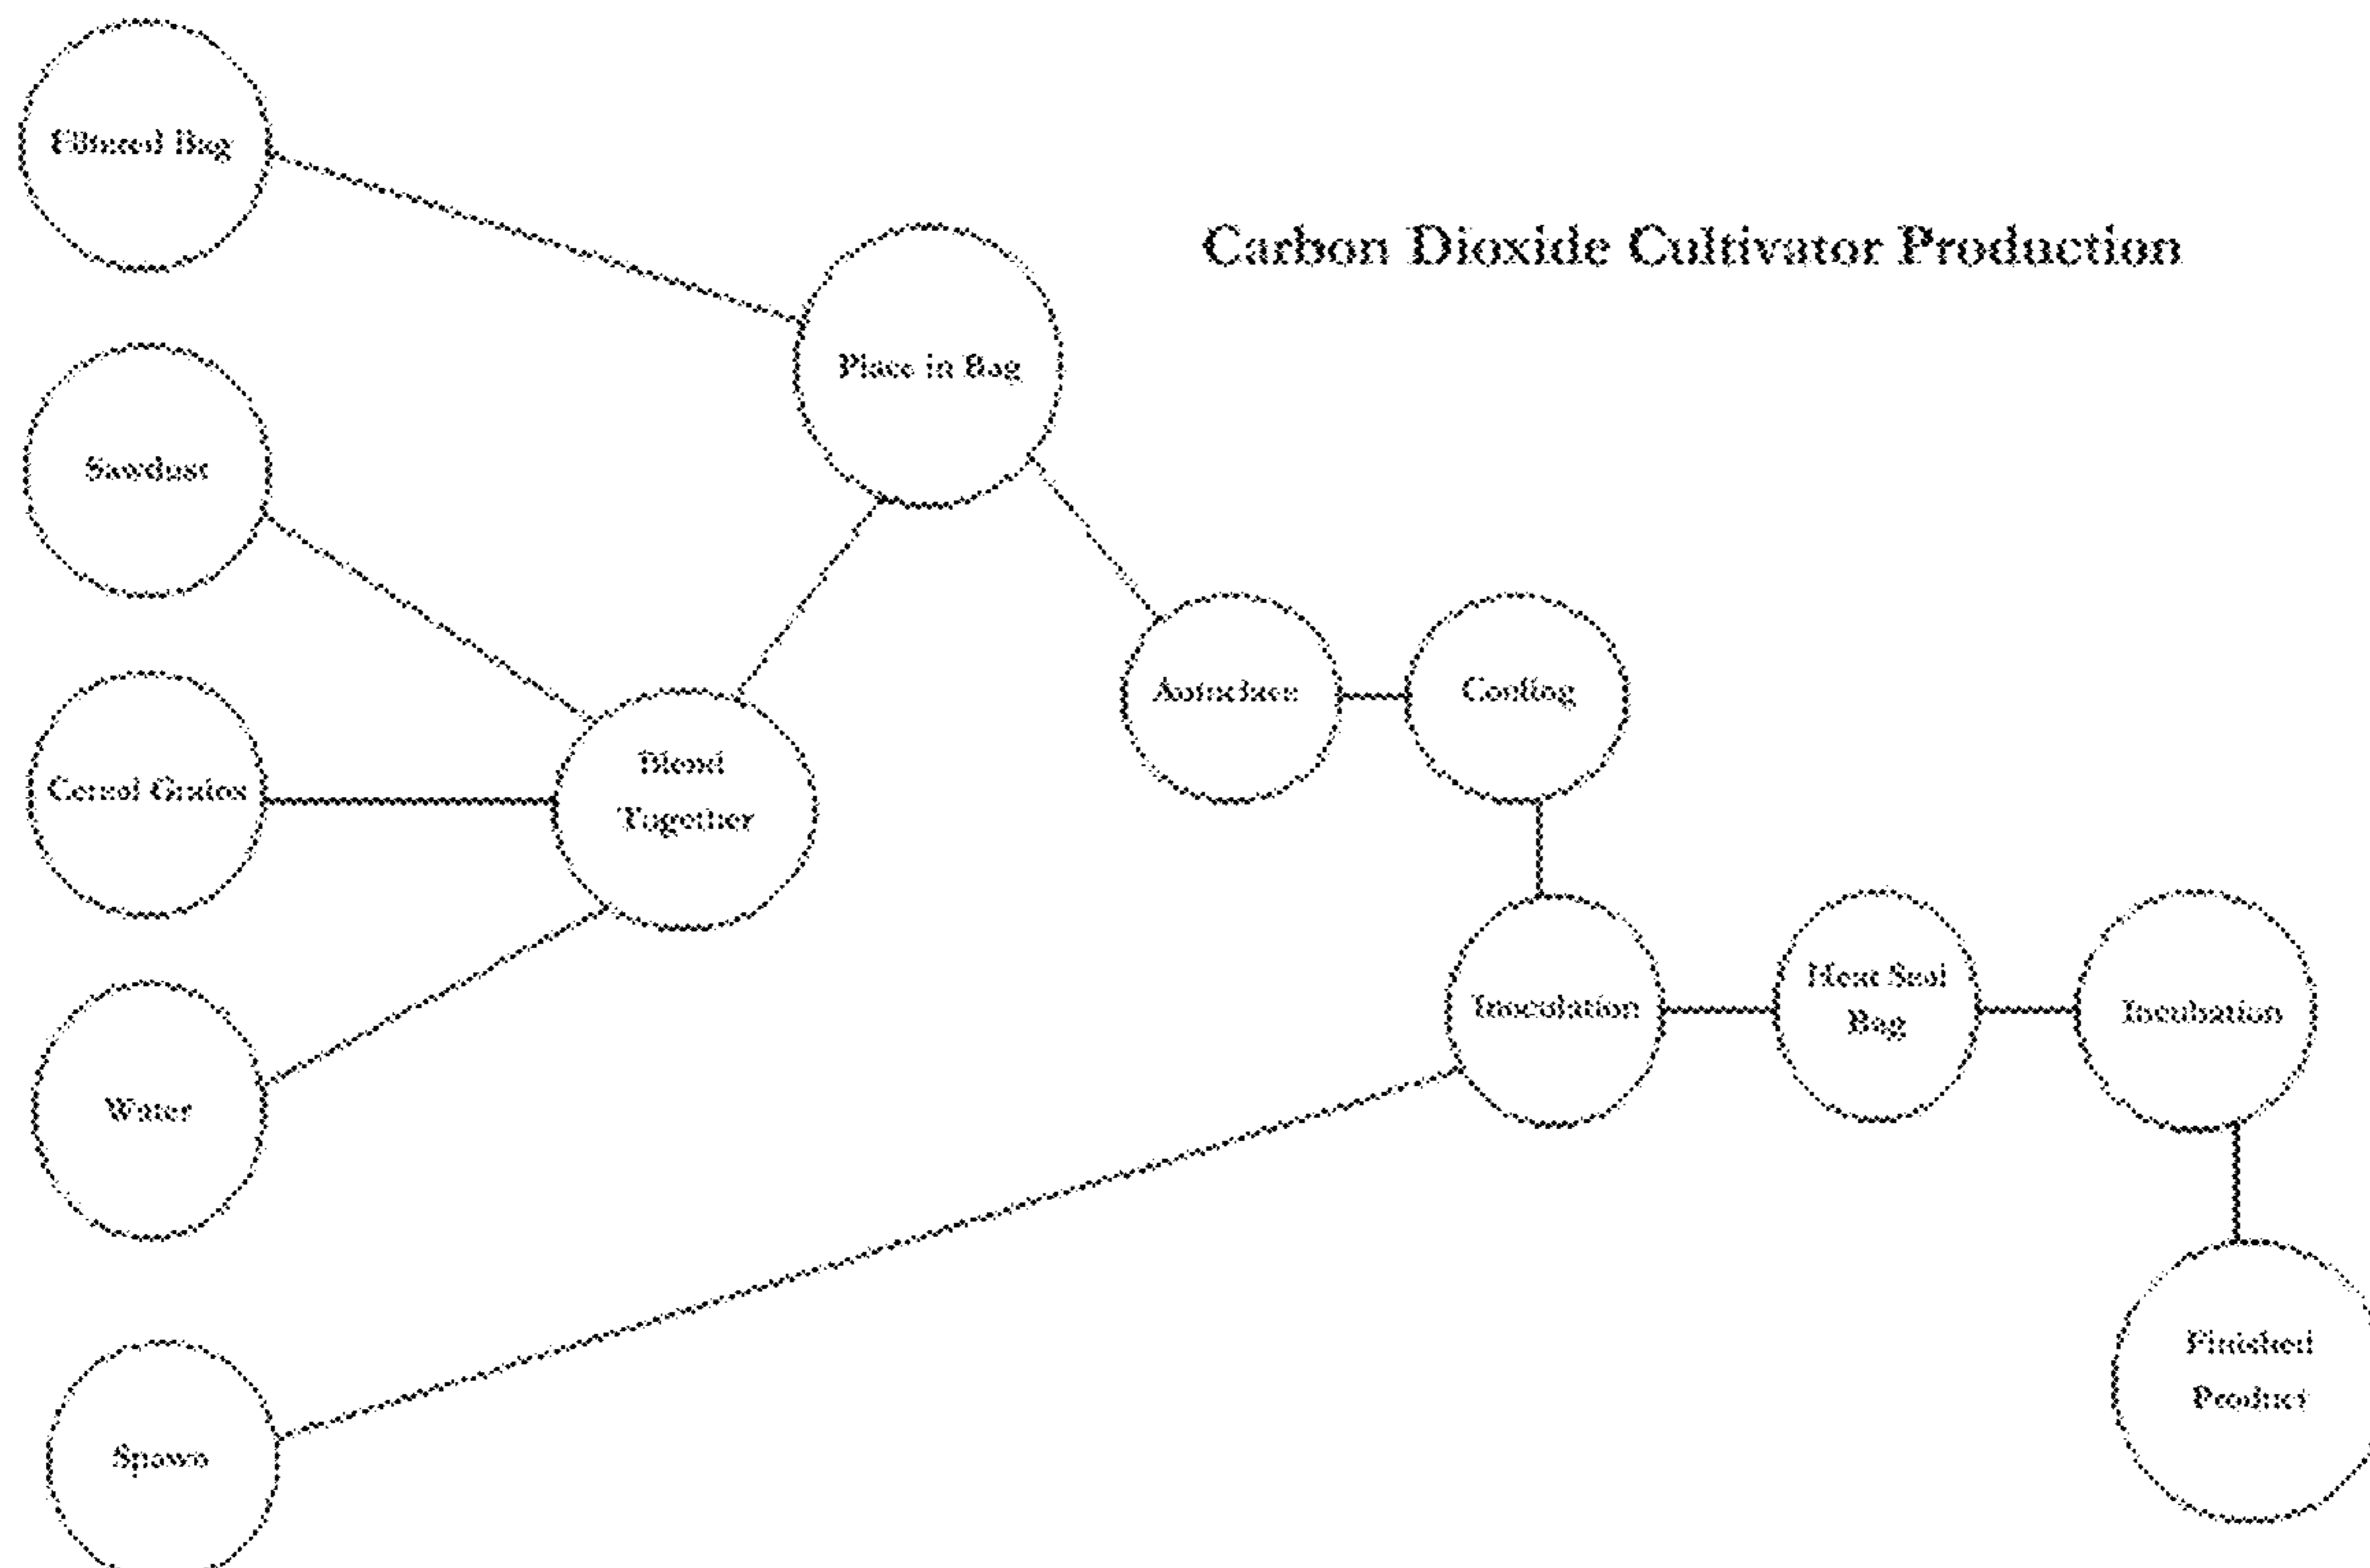 Filtered Bag
Carbon Dioxide Cultivator Production
Place in Bag
Sawdust
Autoclave
Cooling
Blend
Together
Cereal Grains
Heat Seal
Bag
Inoculation
Incubation
Water
Finished
Product
Spawn